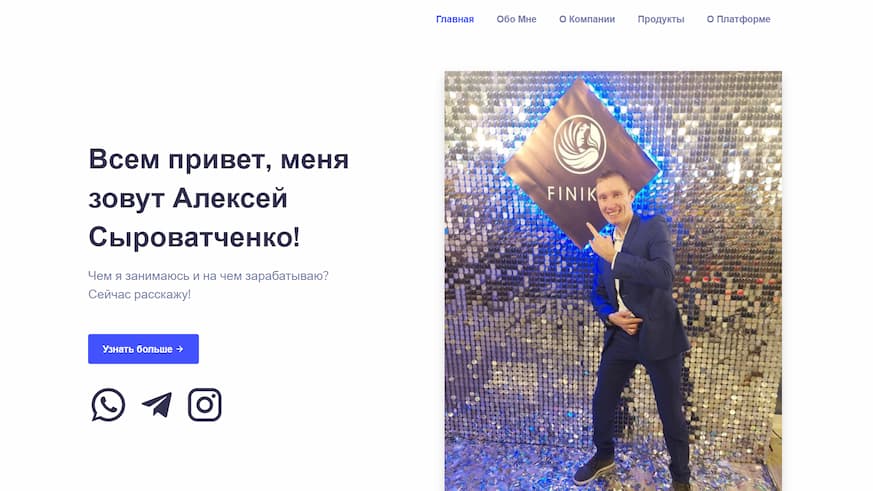 Главная Обо Мне О Компании Продукты О Платформе
Всем привет, меня
зовут Алексей
Сыроватченко!
Чем я занимаюсь и на чем зарабатываю?
Сейчас расскажу!
Узнать больше →
FINIK